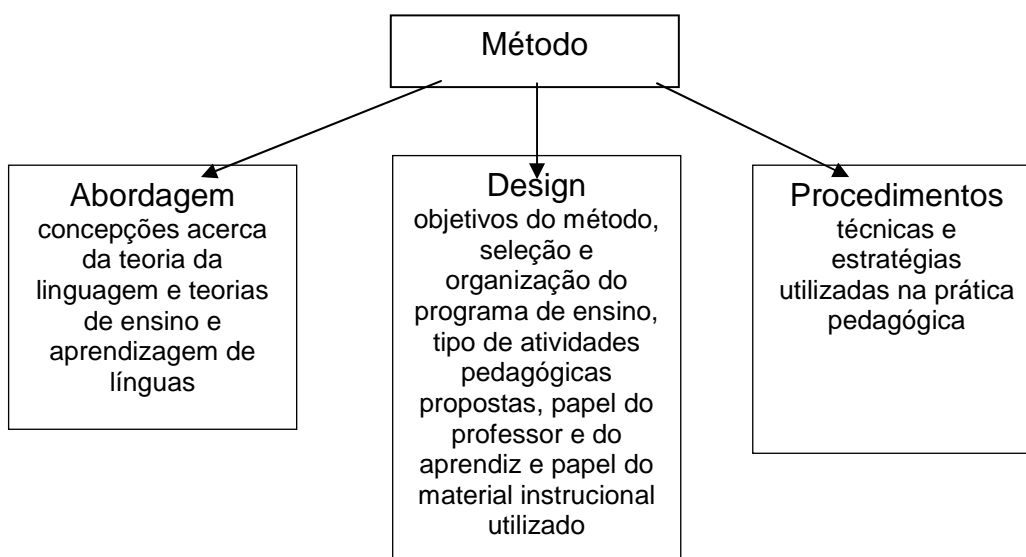 Método
Abordagem
concepções acerca
da teoria da
linguagem e teorias
de ensino e
aprendizagem de
línguas
Design
objetivos do método,
seleção e
organização do
programa de ensino,
tipo de atividades
pedagógicas
propostas, papel do
professor e do
aprendiz e papel do
material instrucional
utilizado
Procedimentos
técnicas e
estratégias
utilizadas na prática
pedagógica